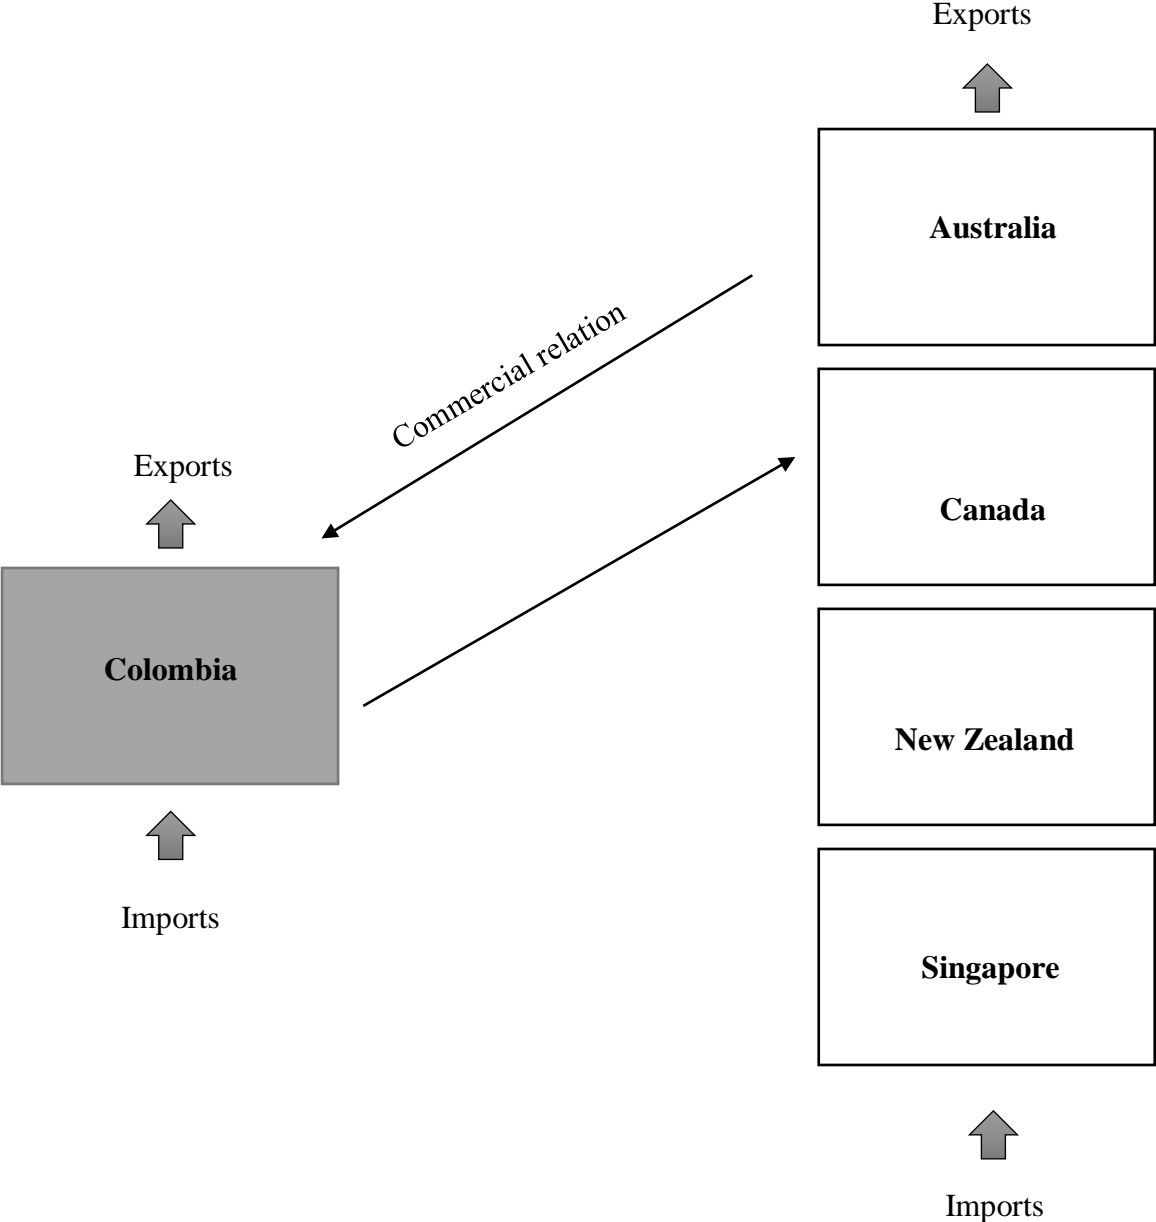 Exports
Australia
Commercial relation
Exports
Canada
Colombia
New Zealand
Imports
Singapore
Imports